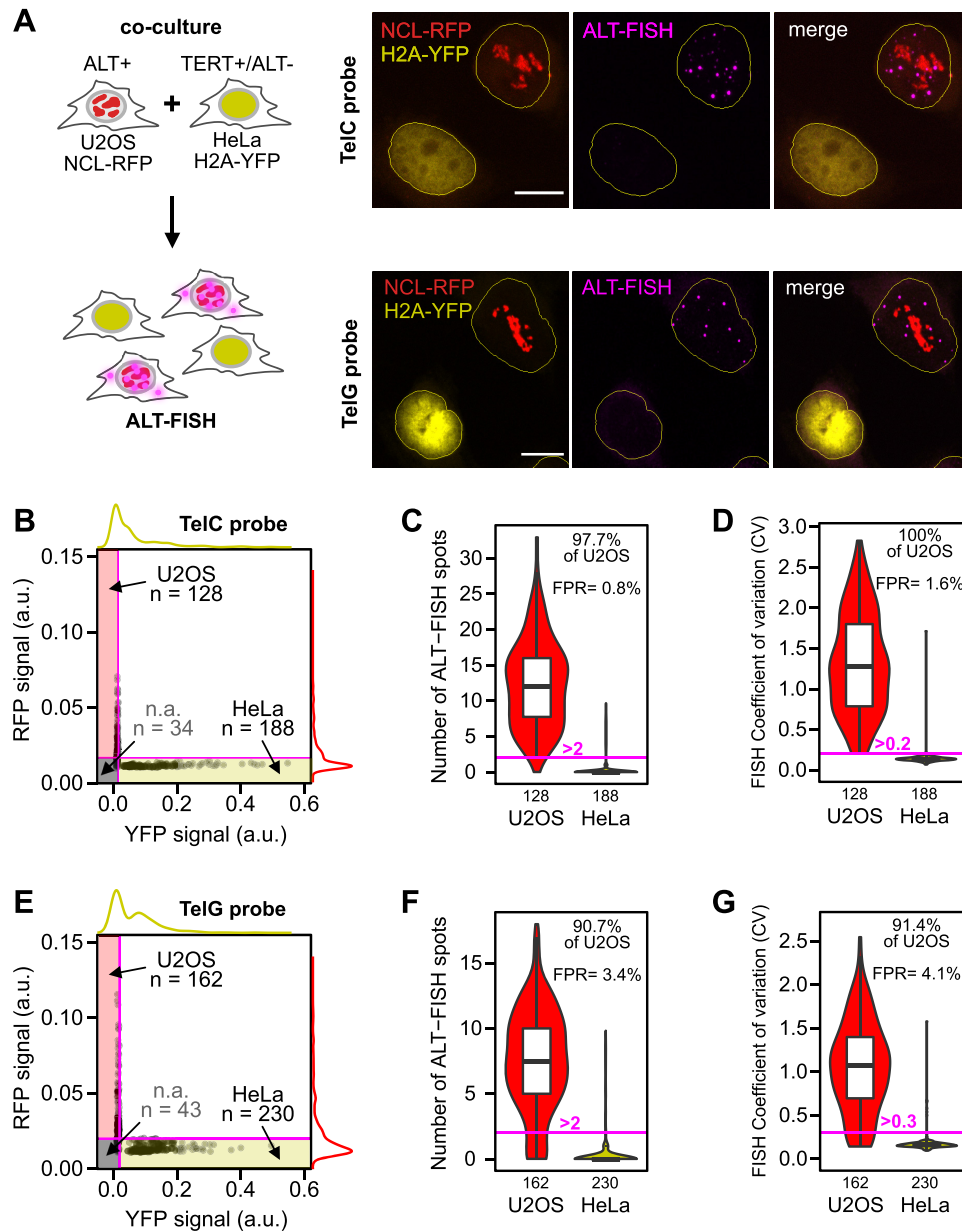 A
co-culture
ALT+
TERT+/ALT-
+
U2OS
NCL-RFP
HeLa
H2A-YFP
ALT-FISH
TelC probe
NCL-RFP
H2A-YFP
ALT-FISH
merge
TelG probe
NCL-RFP
H2A-YFP
ALT-FISH
merge
B
TelC probe
RFP signal (a.u.)
0.15
0.10
0.05
0.00
U2OS
n = 128
n.a.
n = 34
HeLa
n = 188
0.0 0.2 0.4 0.6
YFP signal (a.u.)
C
Number of ALT−FISH spots
30
25
20
15
10
5
0
97.7%
of U2OS
FPR= 0.8%
>2
128 188
U2OS HeLa
D
FISH Coefficient of variation (CV)
3.0
2.5
2.0
1.5
1.0
0.5
0.0
100%
of U2OS
FPR= 1.6%
>0.2
128 188
U2OS HeLa
E
TelG probe
RFP signal (a.u.)
0.15
0.10
0.05
0.00
U2OS
n = 162
n.a.
n = 43
HeLa
n = 230
0.0 0.2 0.4 0.6
YFP signal (a.u.)
F
Number of ALT−FISH spots
15
10
5
0
90.7%
of U2OS
FPR= 3.4%
>2
162 230
U2OS HeLa
G
FISH Coefficient of variation (CV)
2.5
2.0
1.5
1.0
0.5
0.0
91.4%
of U2OS
FPR= 4.1%
>0.3
162 230
U2OS HeLa